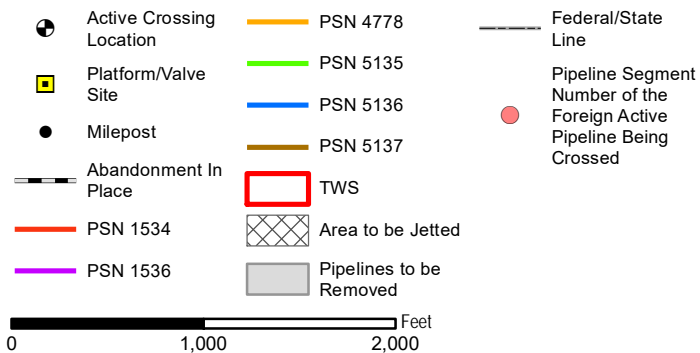 Active Crossing
Location
Platform/Valve
Site
Milepost
Abandonment In
Place
PSN 1534
PSN 1536
PSN 4778
PSN 5135
PSN 5136
PSN 5137
TWS
Area to be Jetted
Pipelines to be
Removed
Federal/State
Line
Pipeline Segment
Number of the
Foreign Active
Pipeline Being
Crossed
Feet
0 1,000 2,000